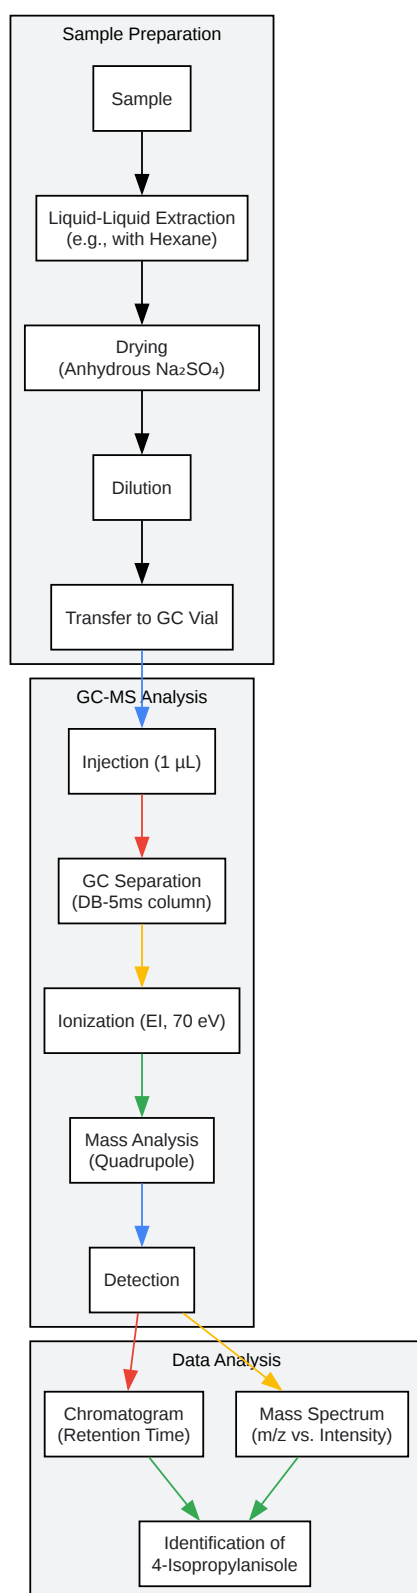 Sample Preparation
Sample
Liquid-Liquid Extraction
(e.g., with Hexane)
Drying
(Anhydrous Na₂SO₄)
Dilution
Transfer to GC Vial
GC-MS Analysis
Injection (1 µL)
GC Separation
(DB-5ms column)
Ionization (EI, 70 eV)
Mass Analysis
(Quadrupole)
Detection
Data Analysis
Chromatogram
(Retention Time)
Mass Spectrum
(m/z vs. Intensity)
Identification of
4-Isopropylanisole